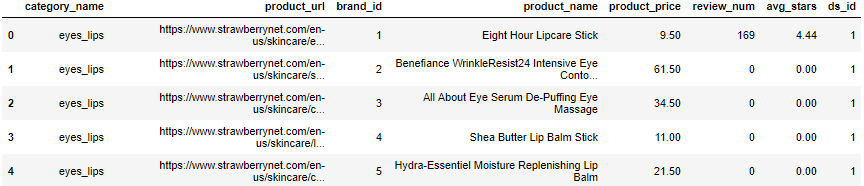 category_name product_url brand_id product_name product_price review_num avg_stars ds_id
0 eyes_lips https://www.strawberrynet.com/en-us/skincare/e... 1 Eight Hour Lipcare Stick 9.50 169 4.44 1
1 eyes_lips https://www.strawberrynet.com/en-us/skincare/s... 2 Benefiance WrinkleResist24 Intensive Eye Conto... 61.50 0 0.00 1
2 eyes_lips https://www.strawberrynet.com/en-us/skincare/c... 3 All About Eye Serum De-Puffing Eye Massage 34.50 0 0.00 1
3 eyes_lips https://www.strawberrynet.com/en-us/skincare/l... 4 Shea Butter Lip Balm Stick 11.00 0 0.00 1
4 eyes_lips https://www.strawberrynet.com/en-us/skincare/c... 5 Hydra-Essentiel Moisture Replenishing Lip Balm 21.50 0 0.00 1